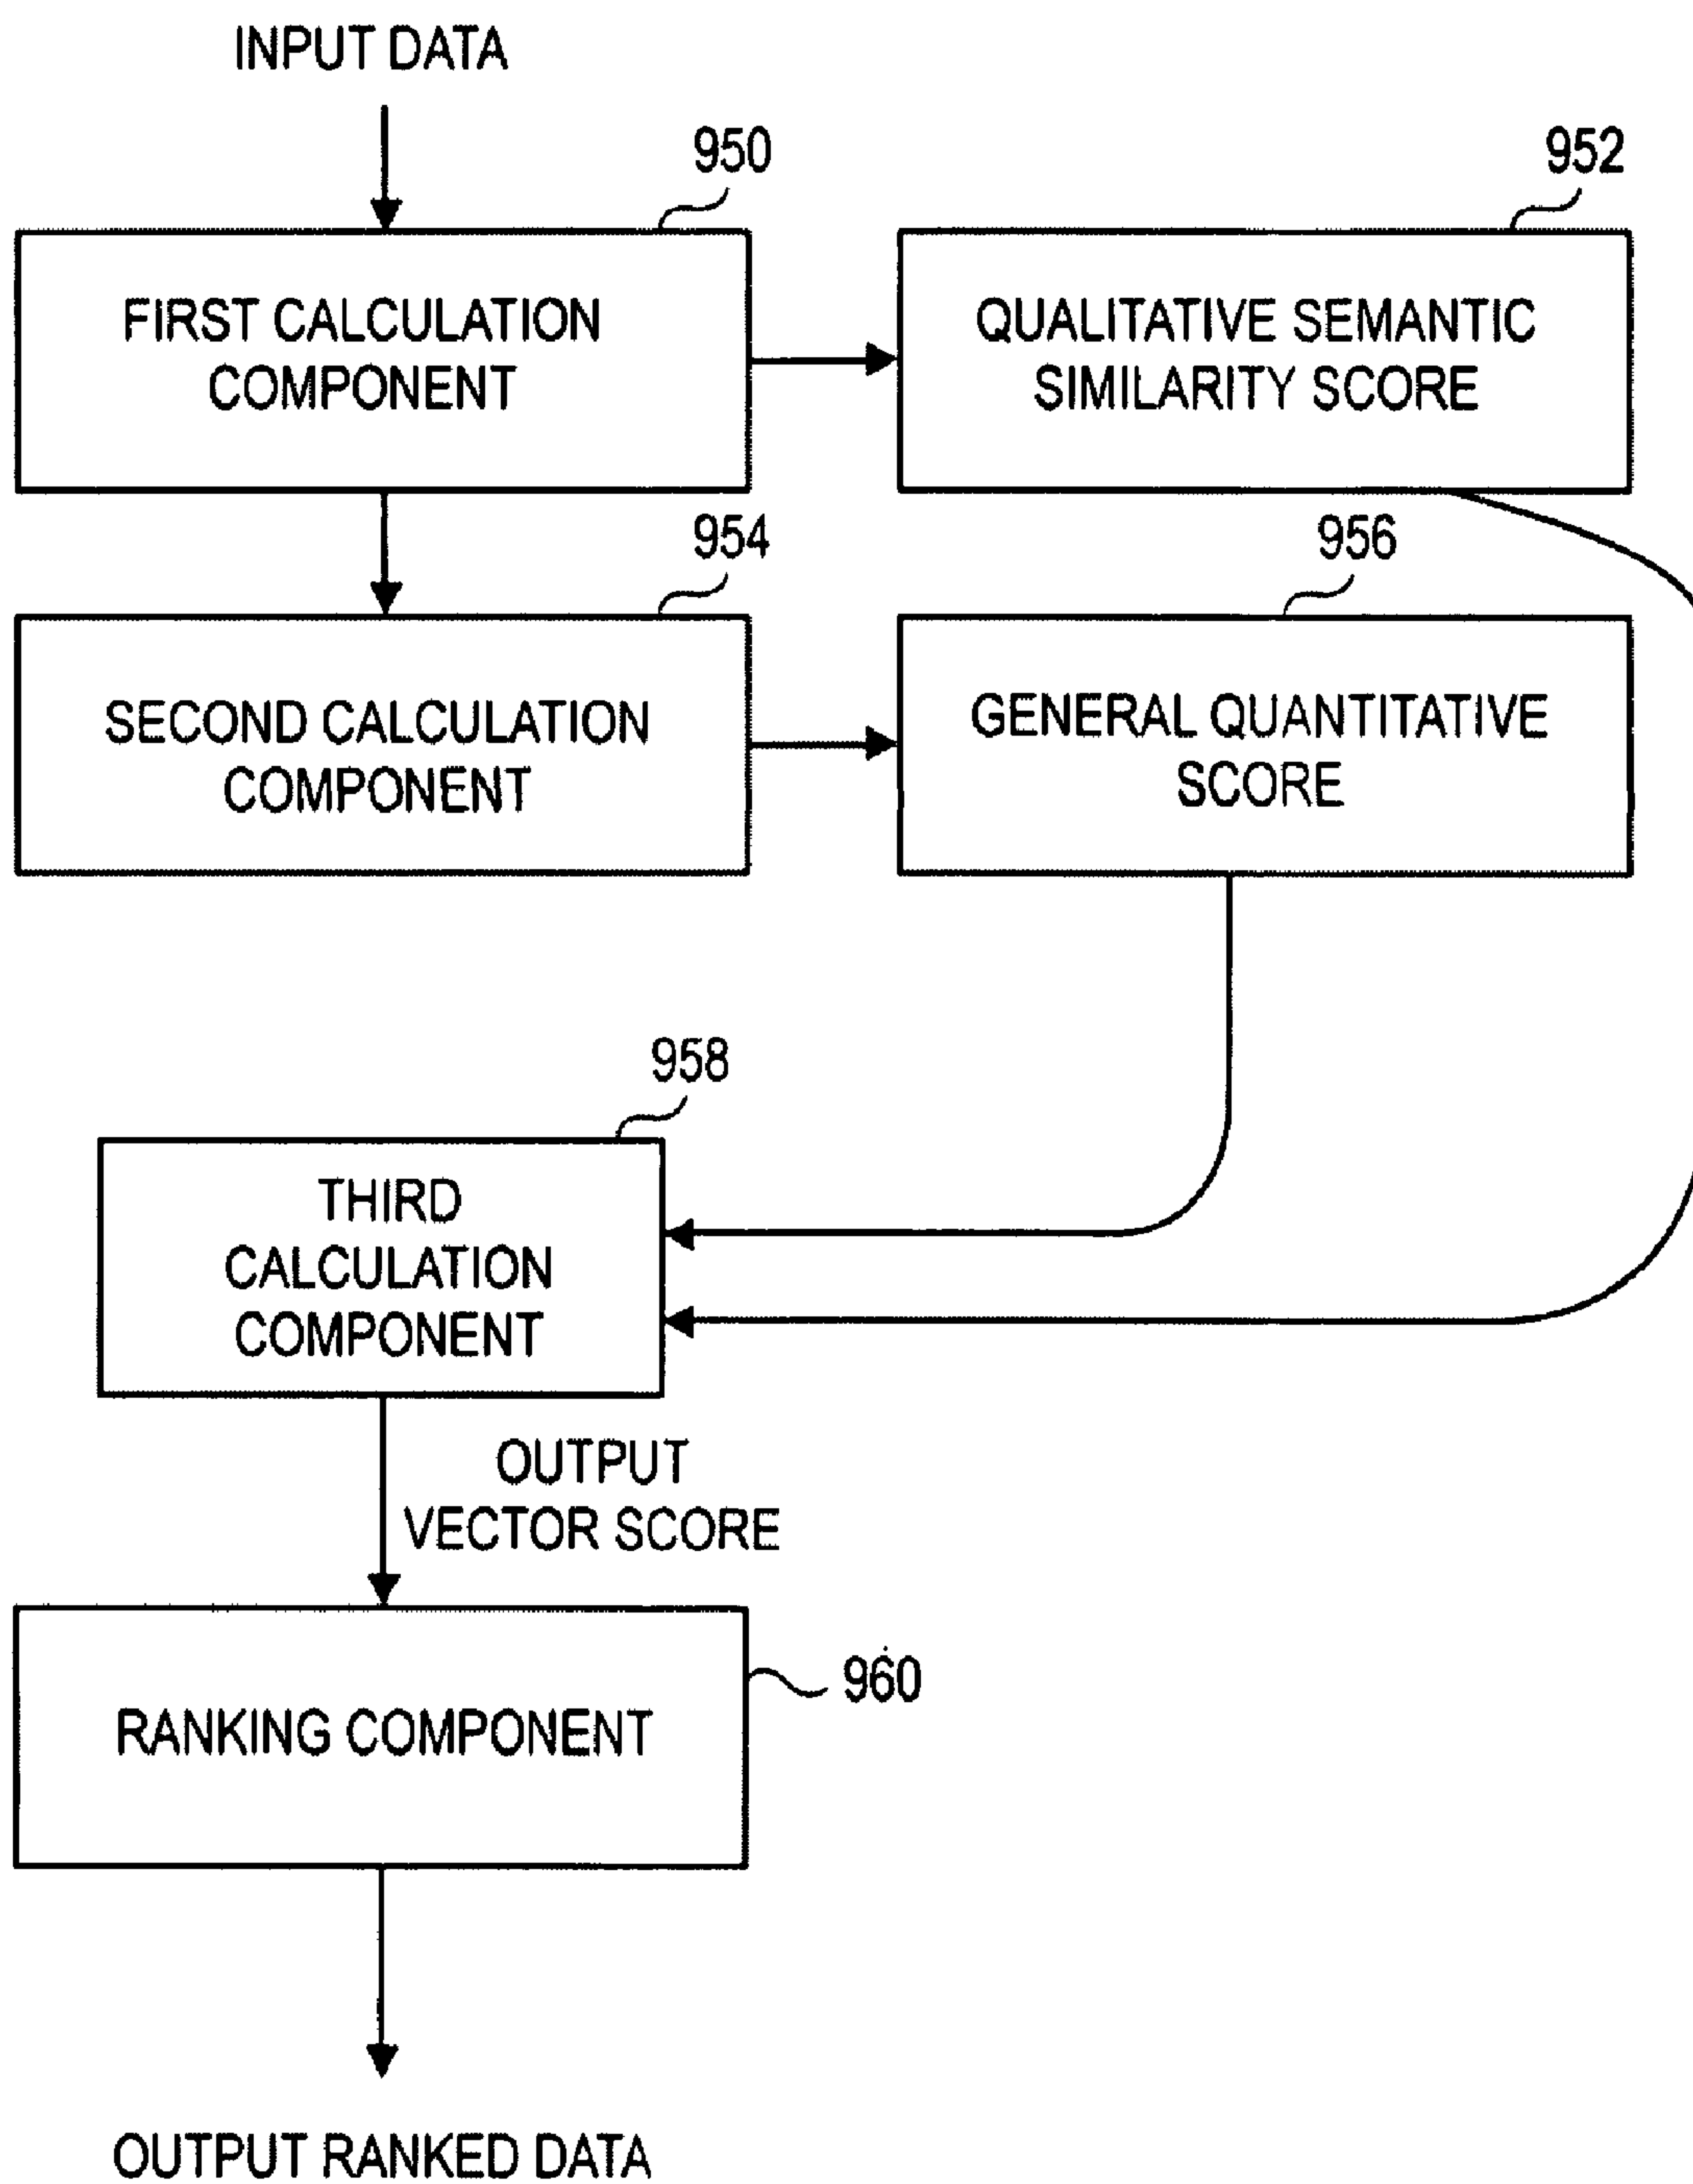 INPUT DATA
950
952
FIRST CALCULATION
COMPONENT
QUALITATIVE SEMANTIC
SIMILARITY SCORE
954
956
SECOND CALCULATION
COMPONENT
GENERAL QUANTITATIVE
SCORE
958
THIRD
CALCULATION
COMPONENT
OUTPUT
VECTOR SCORE
960
RANKING COMPONENT
OUTPUT RANKED DATA